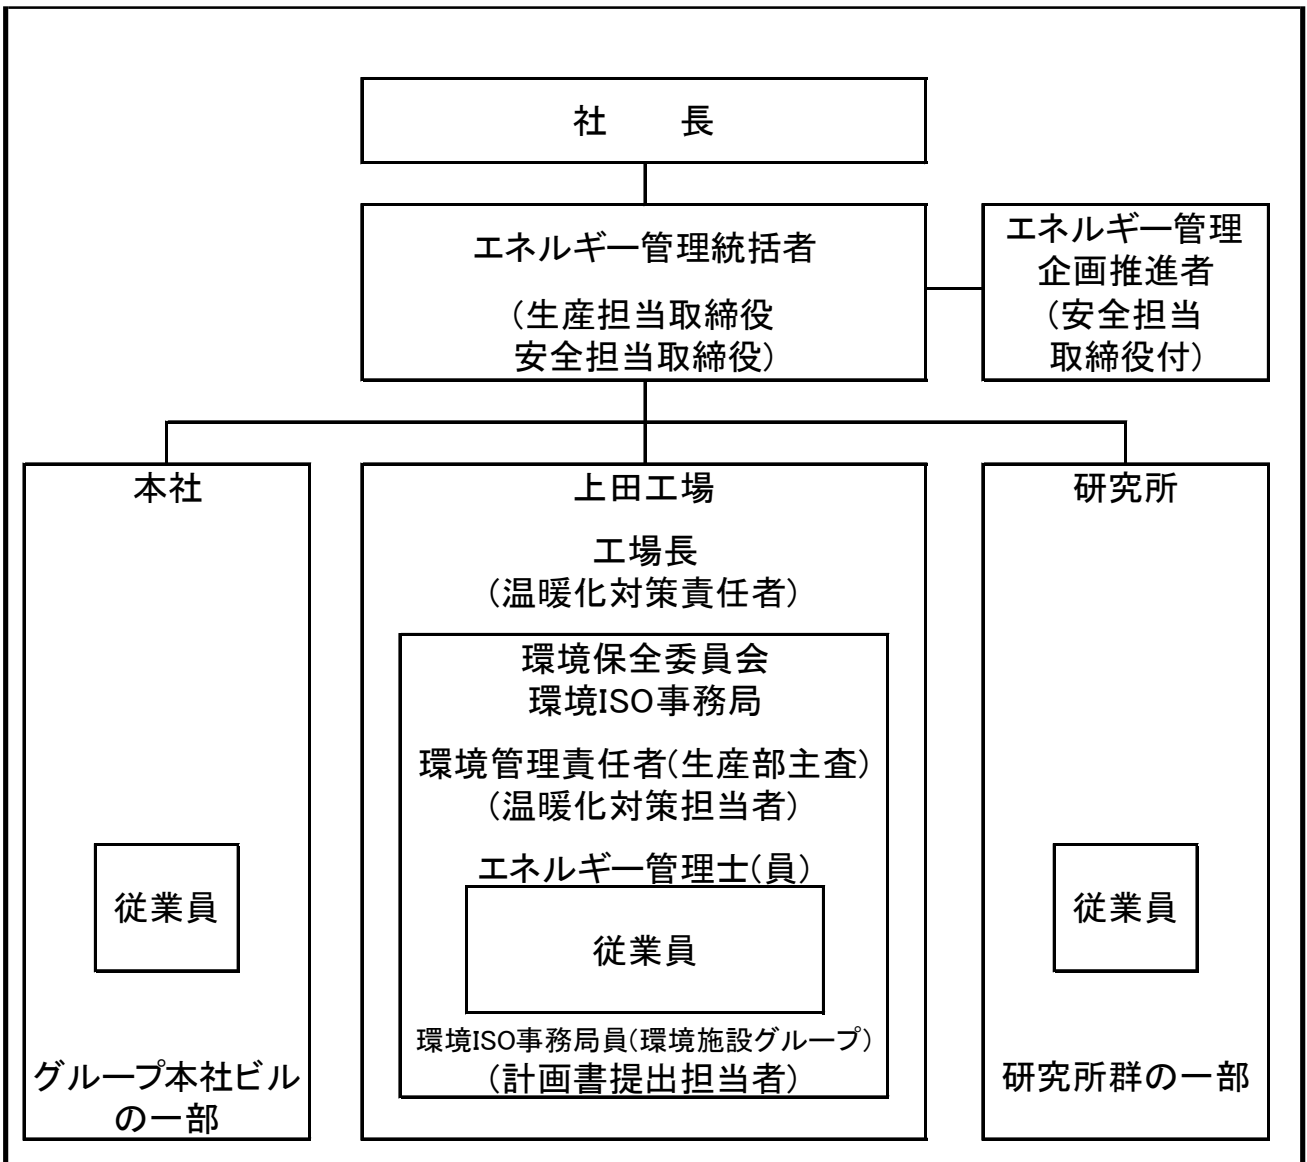 社　　長
エネルギー管理統括者
（生産担当取締役
安全担当取締役）
エネルギー管理
企画推進者
（安全担当
取締役付）
本社
従業員
グループ本社ビル
の一部
上田工場
工場長
（温暖化対策責任者）
環境保全委員会
環境ISO事務局
環境管理責任者(生産部主査)
（温暖化対策担当者）
エネルギー管理士(員)
従業員
環境ISO事務局員(環境施設グループ)
（計画書提出担当者）
研究所
従業員
研究所群の一部